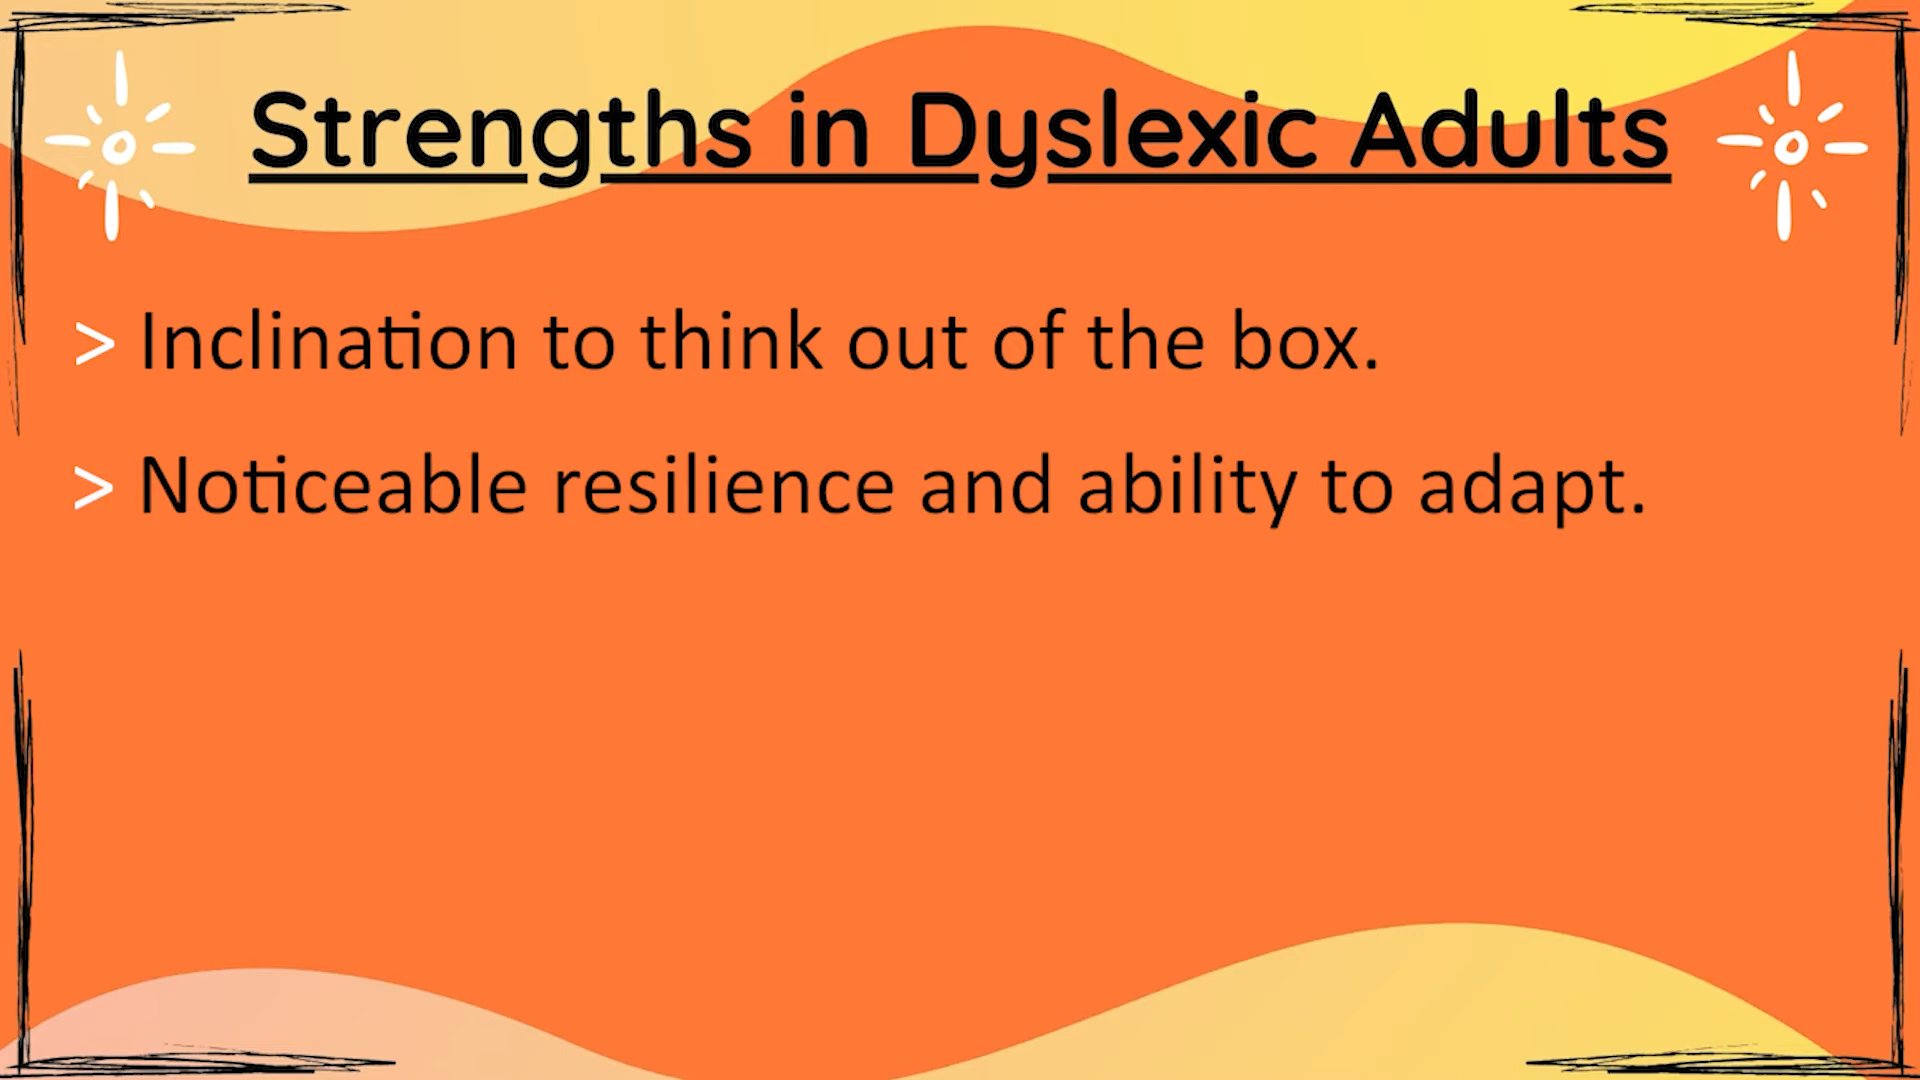 Strengths in Dyslexic Adults
> Inclination to think out of the box.
> Noticeable resilience and ability to adapt.